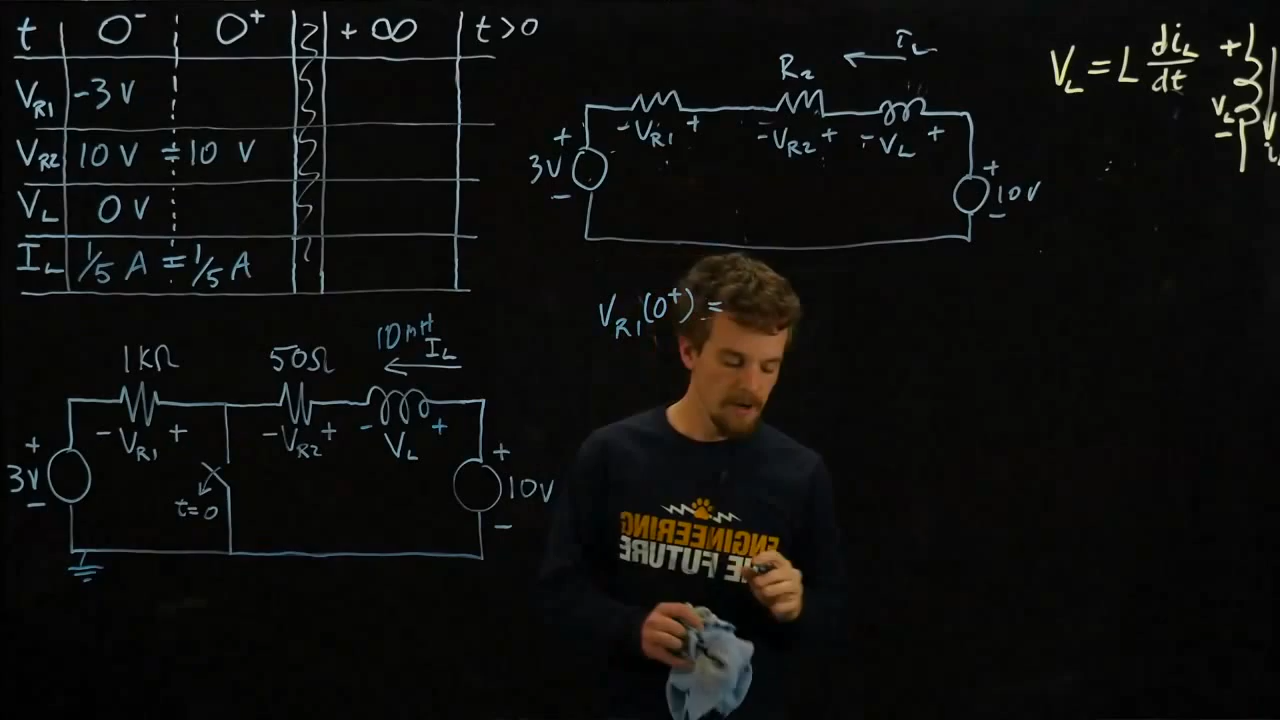 t 0⁻ 0⁺ +∞ t>0
V_R1 -3 V
V_R2 10 V = 10 V
V_L 0 V
I_L 1/5 A = 1/5 A
1KΩ 50Ω 10mH I_L
+ 3V -
- V_R1 +
- V_R2 +
- V_L +
+ 10V -
t=0
R₂ I_L
+ 3V -
- V_R1 +
- V_R2 +
- V_L +
+ 10V -
V_R1(0⁺) =
V_L = L di_L/dt
+ V_L -
ENGINEERING
THE FUTURE